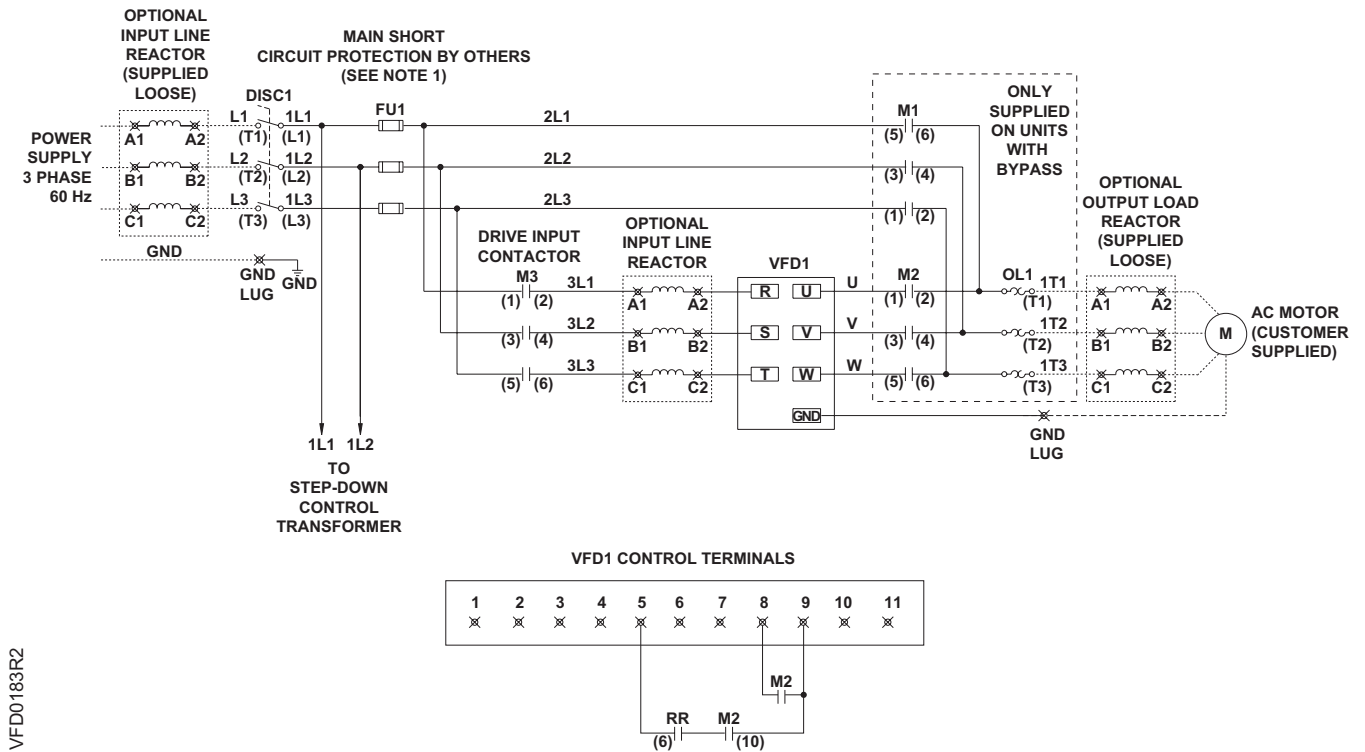 OPTIONAL
INPUT LINE
REACTOR
(SUPPLIED
LOOSE)
MAIN SHORT
CIRCUIT PROTECTION BY OTHERS
(SEE NOTE 1)
DISC1
FU1
POWER
SUPPLY
3 PHASE
60 Hz
A1 A2
L1 1L1
(T1) (L1)
2L1
B1 B2
L2 1L2
(T2) (L2)
2L2
C1 C2
L3 1L3
(T3) (L3)
2L3
GND
GND
LUG
GND
M1
(5) (6)
(3) (4)
(1) (2)
ONLY
SUPPLIED
ON UNITS
WITH
BYPASS
DRIVE INPUT
CONTACTOR
M3
(1) (2)
3L1
(3) (4)
3L2
(5) (6)
3L3
OPTIONAL
INPUT LINE
REACTOR
A1 A2
B1 B2
C1 C2
VFD1
R U
S V
T W
GND
U
V
W
M2
(1) (2)
(3) (4)
(5) (6)
OL1
1T1
(T1)
1T2
(T2)
1T3
(T3)
OPTIONAL
OUTPUT LOAD
REACTOR
(SUPPLIED
LOOSE)
A1 A2
B1 B2
C1 C2
M
AC MOTOR
(CUSTOMER
SUPPLIED)
GND
LUG
1L1 1L2
TO
STEP-DOWN
CONTROL
TRANSFORMER
VFD1 CONTROL TERMINALS
1 2 3 4 5 6 7 8 9 10 11
M2
RR M2
(6) (10)
VFD0183R2